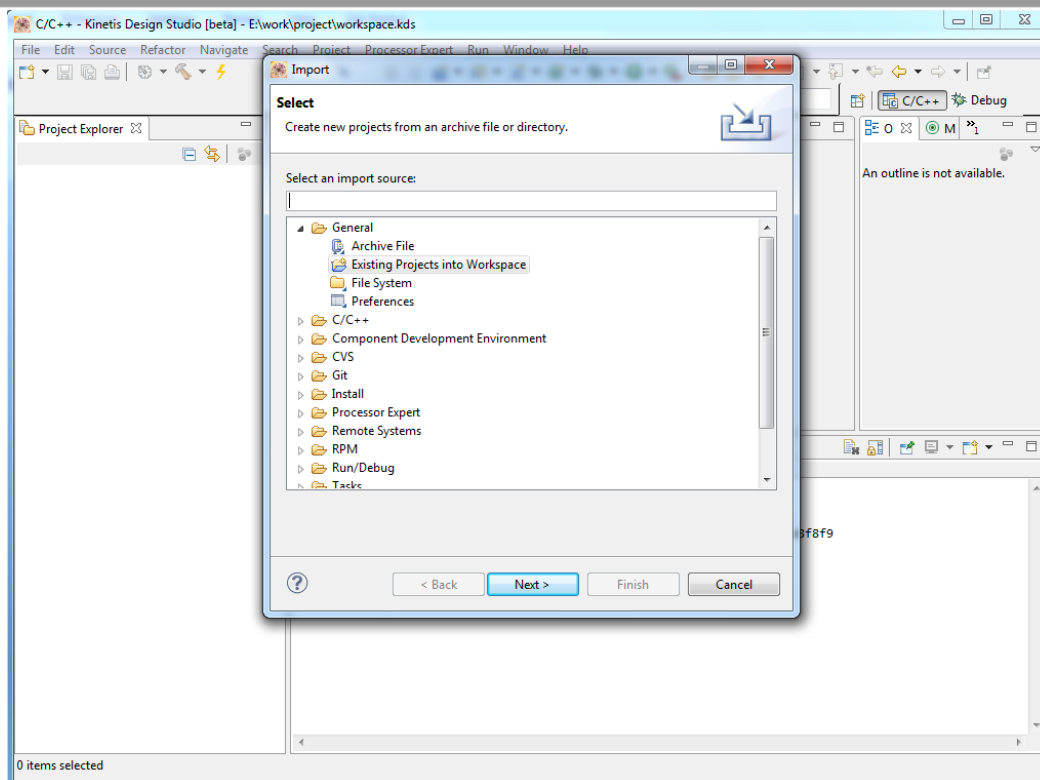 C/C++ - Kinetis Design Studio [beta] - E:\work\project\workspace.kds
File Edit Source Refactor Navigate Search Project Processor Expert Run Window Help
Import
C/C++ Debug
Select
Create new projects from an archive file or directory.
Project Explorer
O M 1
An outline is not available.
Select an import source:
General
Archive File
Existing Projects into Workspace
File System
Preferences
C/C++
Component Development Environment
CVS
Git
Install
Processor Expert
Remote Systems
RPM
Run/Debug
Tasks
8f8f9
? < Back Next > Finish Cancel
0 items selected